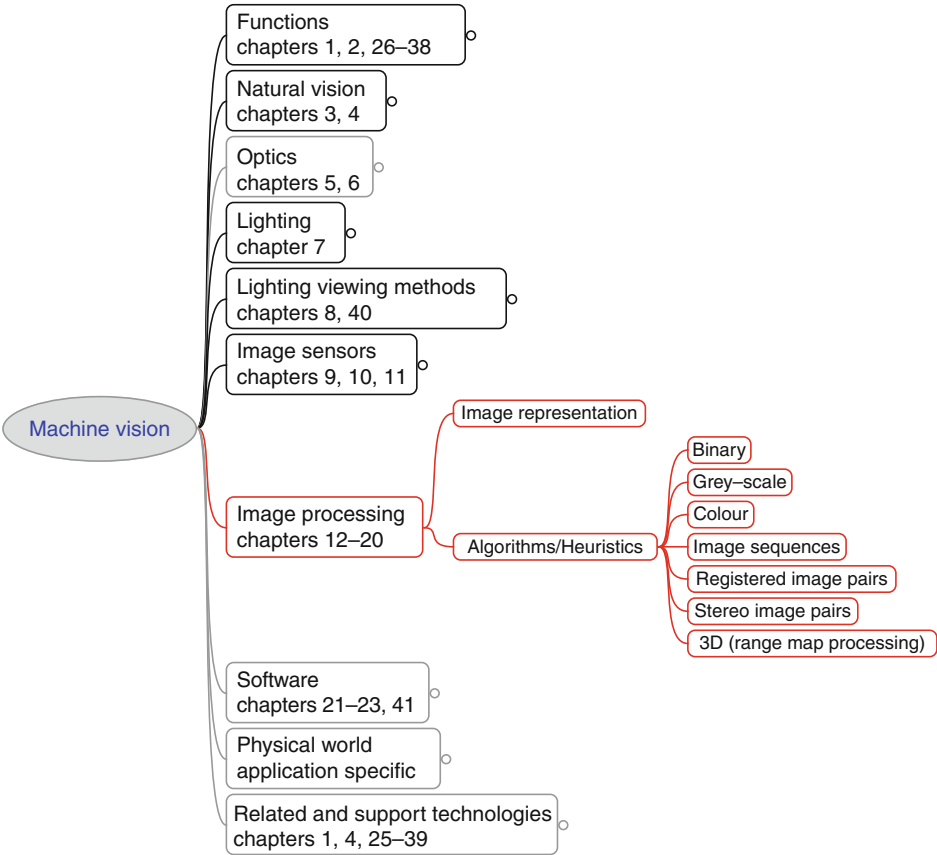 Functions
chapters 1, 2, 26–38
Natural vision
chapters 3, 4
Optics
chapters 5, 6
Lighting
chapter 7
Lighting viewing methods
chapters 8, 40
Image sensors
chapters 9, 10, 11
Machine vision
Image representation
Image processing
chapters 12–20
Algorithms/Heuristics
Binary
Grey–scale
Colour
Image sequences
Registered image pairs
Stereo image pairs
3D (range map processing)
Software
chapters 21–23, 41
Physical world
application specific
Related and support technologies
chapters 1, 4, 25–39